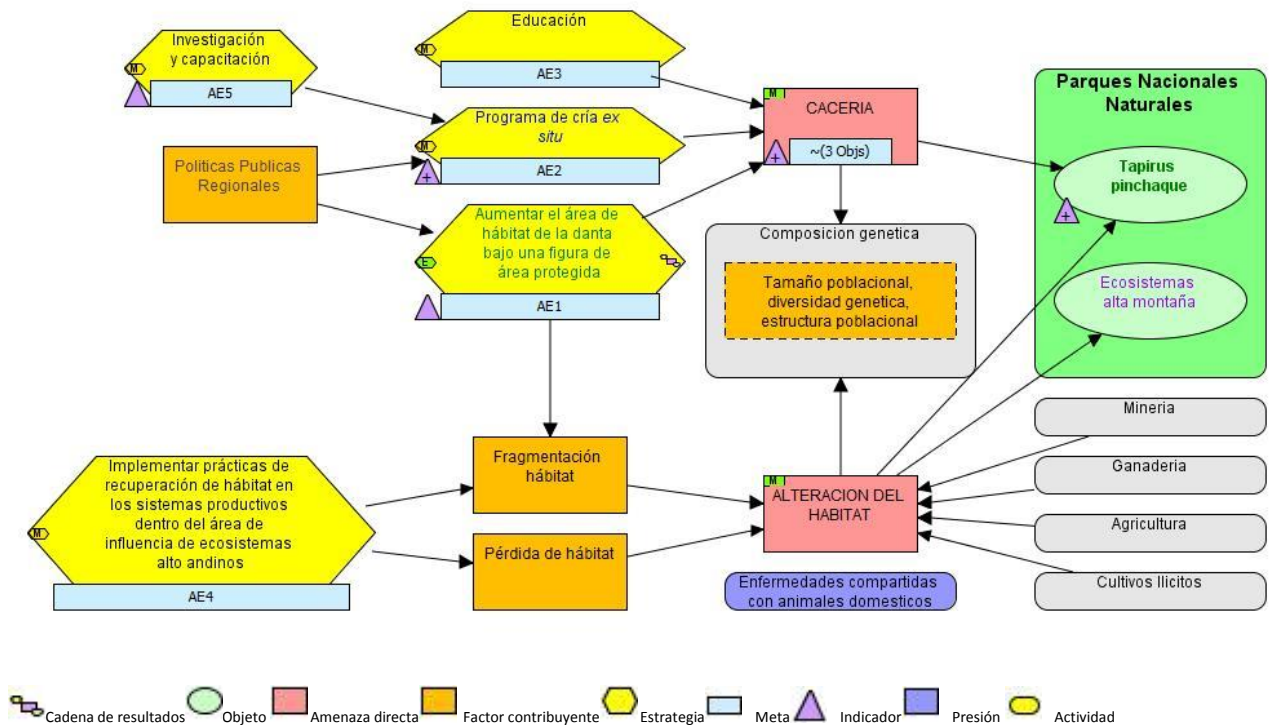 Investigación
y capacitación
M
AE5
Educación
M
AE3
Programa de cría ex
situ
M
AE2
Politicas Publicas
Regionales
Aumentar el área de
hábitat de la danta
bajo una figura de
área protegida
E
AE1
M
CACERIA
~(3 Objs)
Parques Nacionales
Naturales
Tapirus
pinchaque
Ecosistemas
alta montaña
Composicion genetica
Tamaño poblacional,
diversidad genetica,
estructura poblacional
Mineria
Ganaderia
Agricultura
Cultivos Ilicitos
Implementar prácticas de
recuperación de hábitat en
los sistemas productivos
dentro del área de
influencia de ecosistemas
alto andinos
M
AE4
Fragmentación
hábitat
Pérdida de hábitat
M
ALTERACION DEL
HABITAT
Enfermedades compartidas
con animales domesticos
Cadena de resultados Objeto Amenaza directa Factor contribuyente Estrategia Meta Indicador Presión Actividad